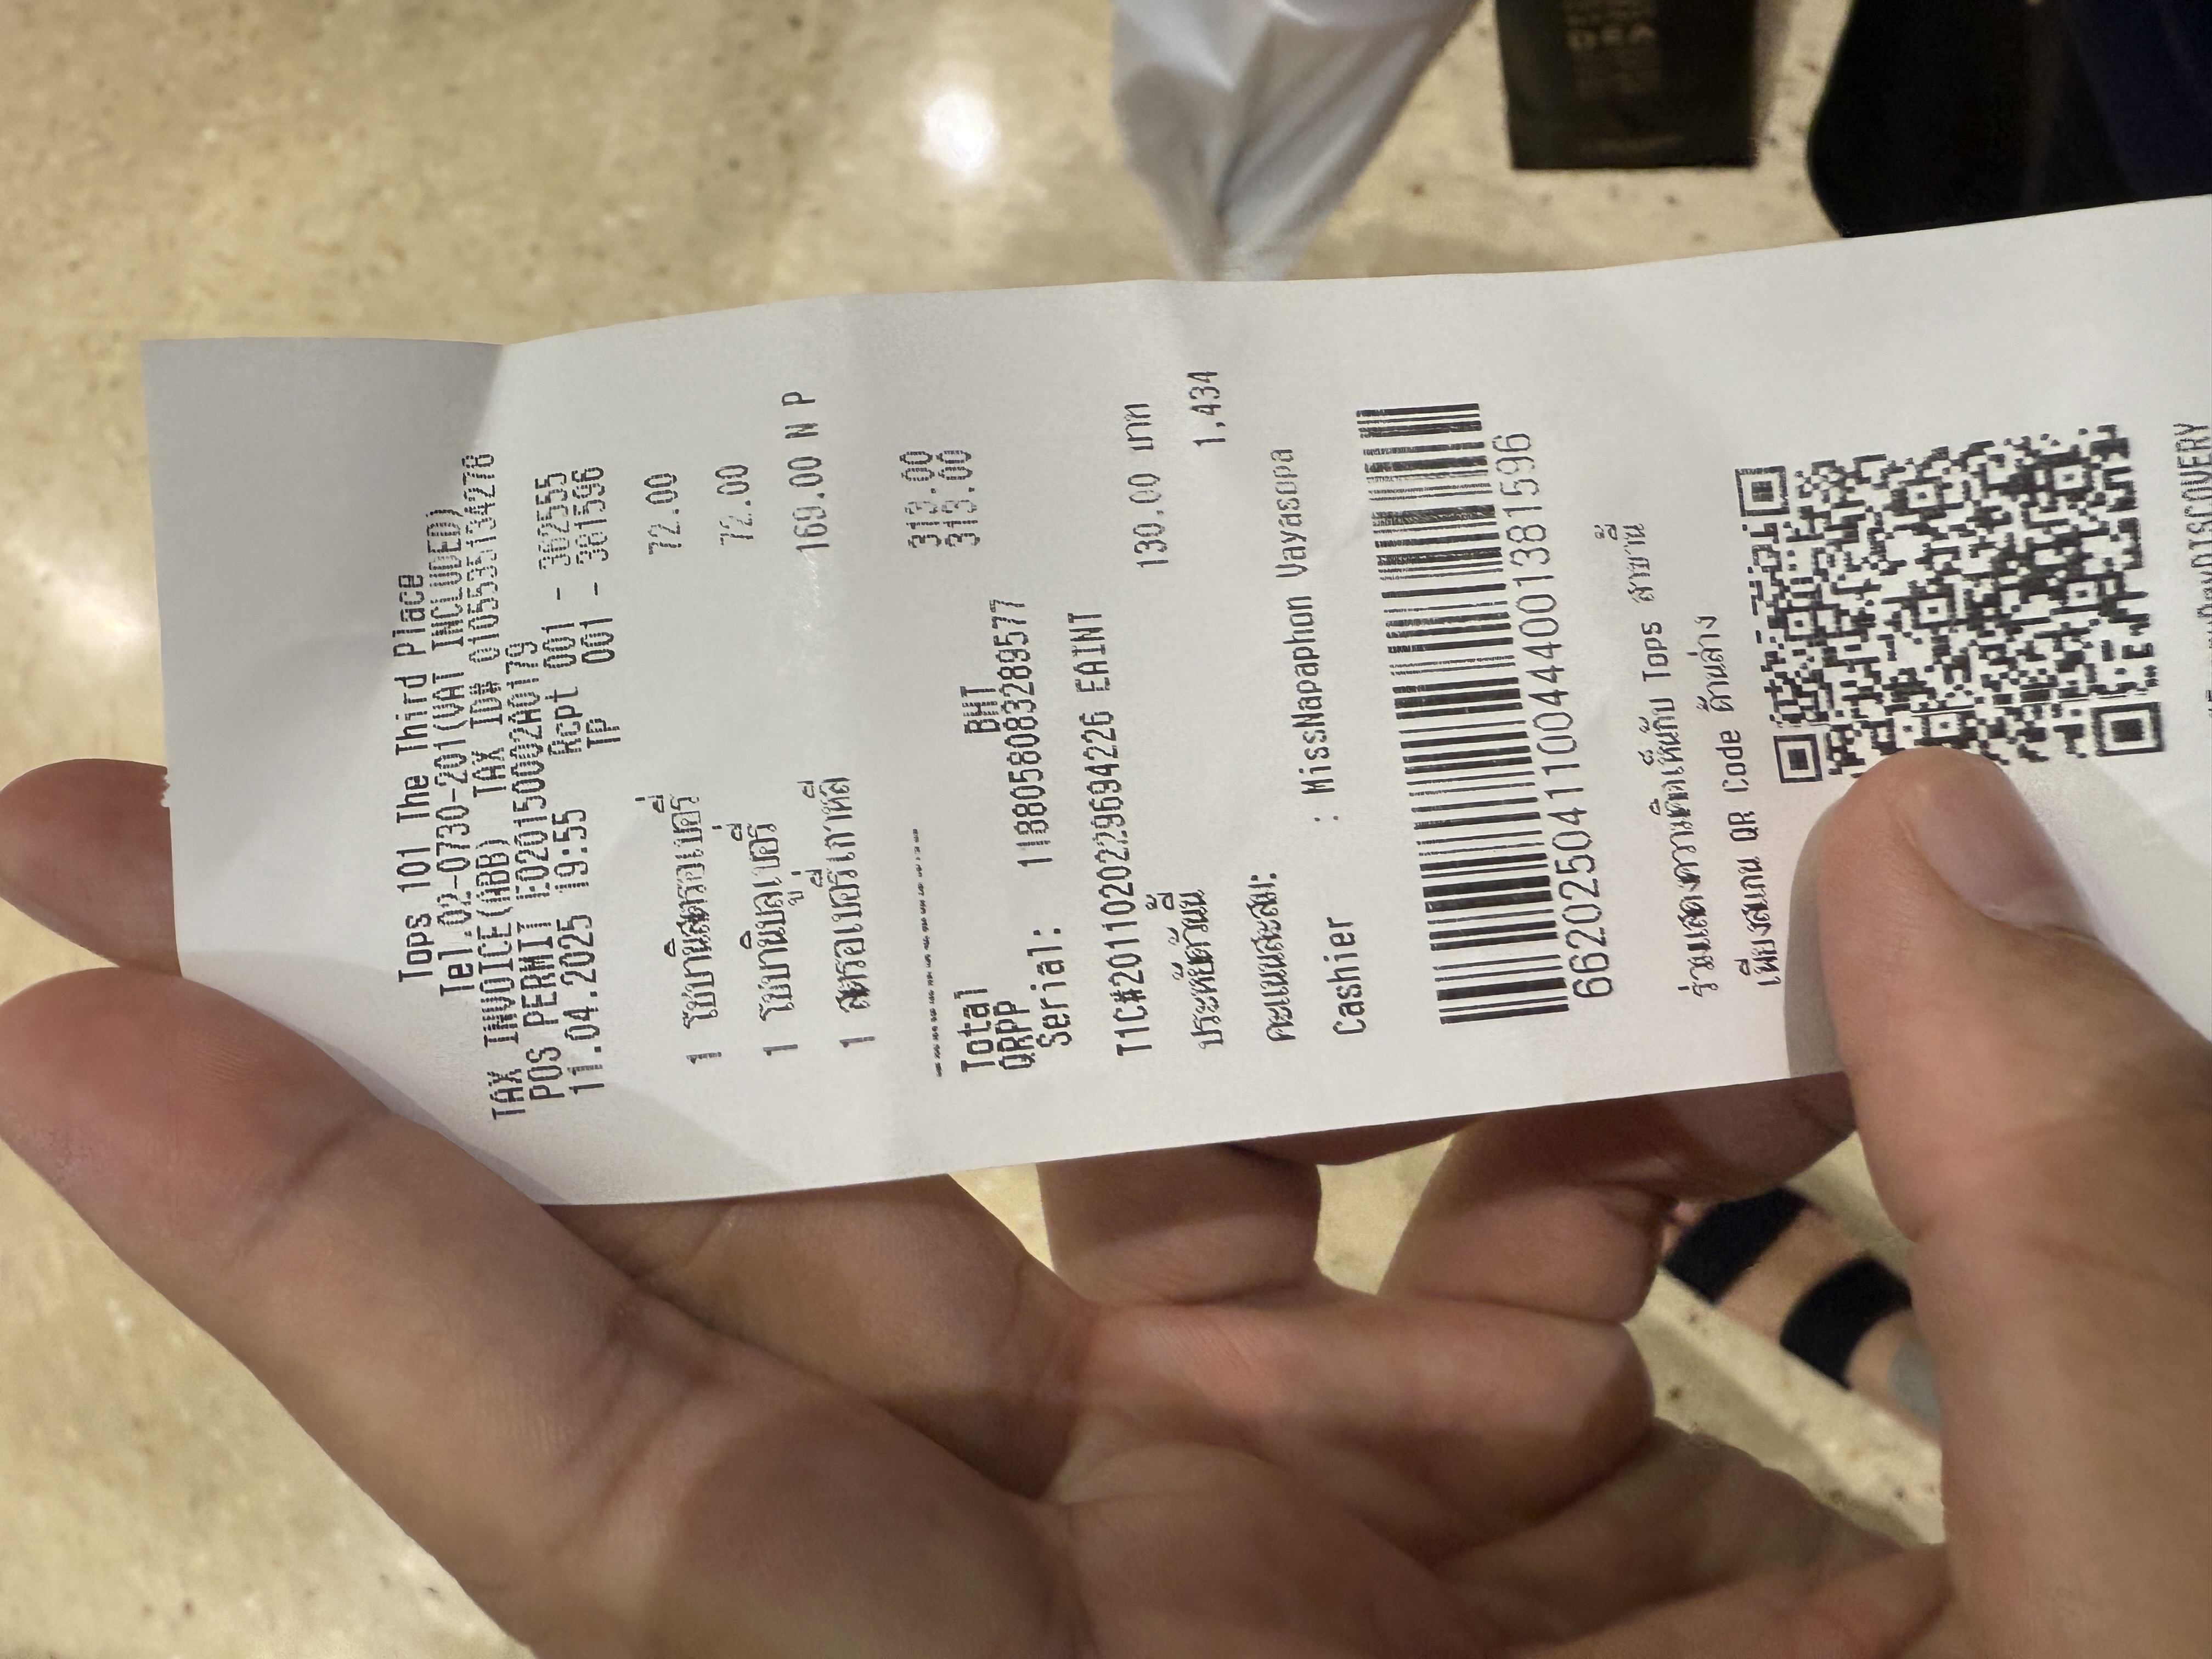 Tops 101 The Third Place
Tel.02-0730-201(VAT INCLUDED)
TAX INVOICE(ABB) TAX ID# 0105535134278
POS PERMIT E020150002A0179
11.04.2025 19:55 Rcpt 001 - 362555
TP 001 - 381596
1 โชบานิสตรอเบอรี่ 72.00
1 โชบานิบลูเบอรี่ 72.00
1 สตรอเบอรี่เกาหลี 169.00 N P
Total 313.00
QRPP BHT 313.00
Serial: 1188058083289577
T1C#2011020229694226 EAINT
ประหยัดวันนี้ 130.00 บาท
คะแนนสะสม: 1,434
Cashier : MissNapaphon Vayasopa
662025041100444001381596
ร่วมแสดงความคิดเห็นกับ Tops สาขานี้
เพียงสแกน QR Code ด้านล่าง